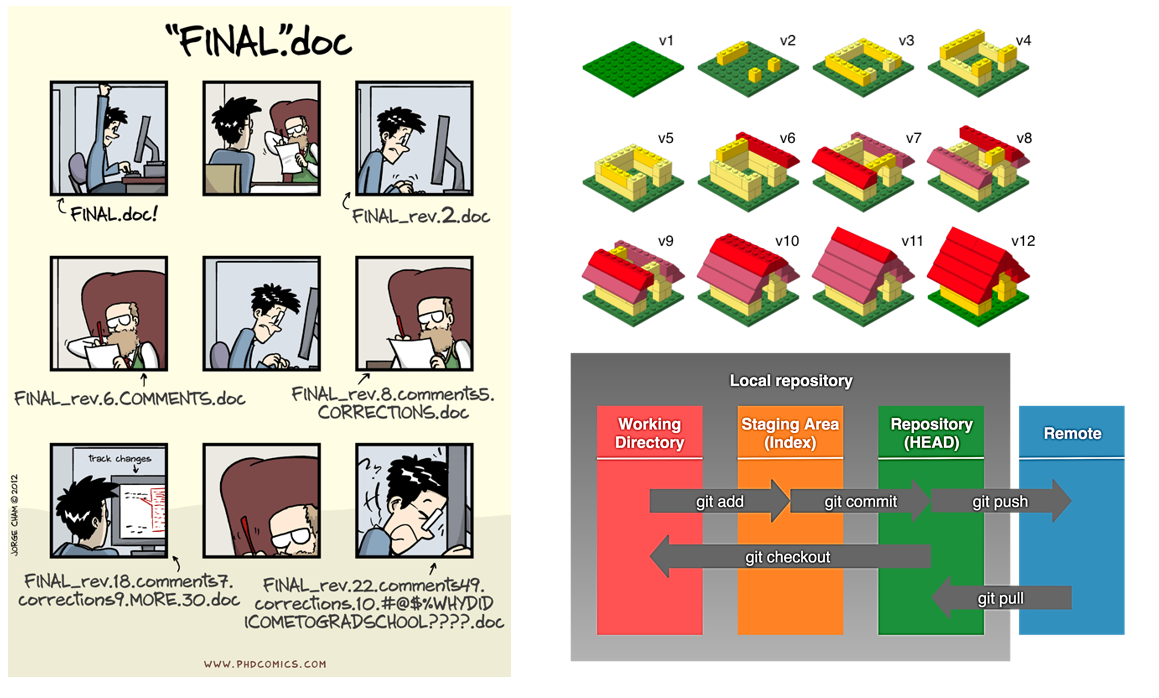 "FINAL".doc
FINAL.doc!
FINAL_rev.2.doc
FINAL_rev.6.COMMENTS.doc
FINAL_rev.8.comments5.
CORRECTIONS.doc
track changes
FINAL_rev.18.comments7.
corrections9.MORE.30.doc
FINAL_rev.22.comments49.
corrections.10.#@$%WHYDID
ICOMETOGRADSCHOOL????.doc
JORGE CHAM © 2012
WWW.PHDCOMICS.COM
v1
v2
v3
v4
v5
v6
v7
v8
v9
v10
v11
v12
Local repository
Working
Directory
Staging Area
(Index)
Repository
(HEAD)
Remote
git add
git commit
git push
git checkout
git pull